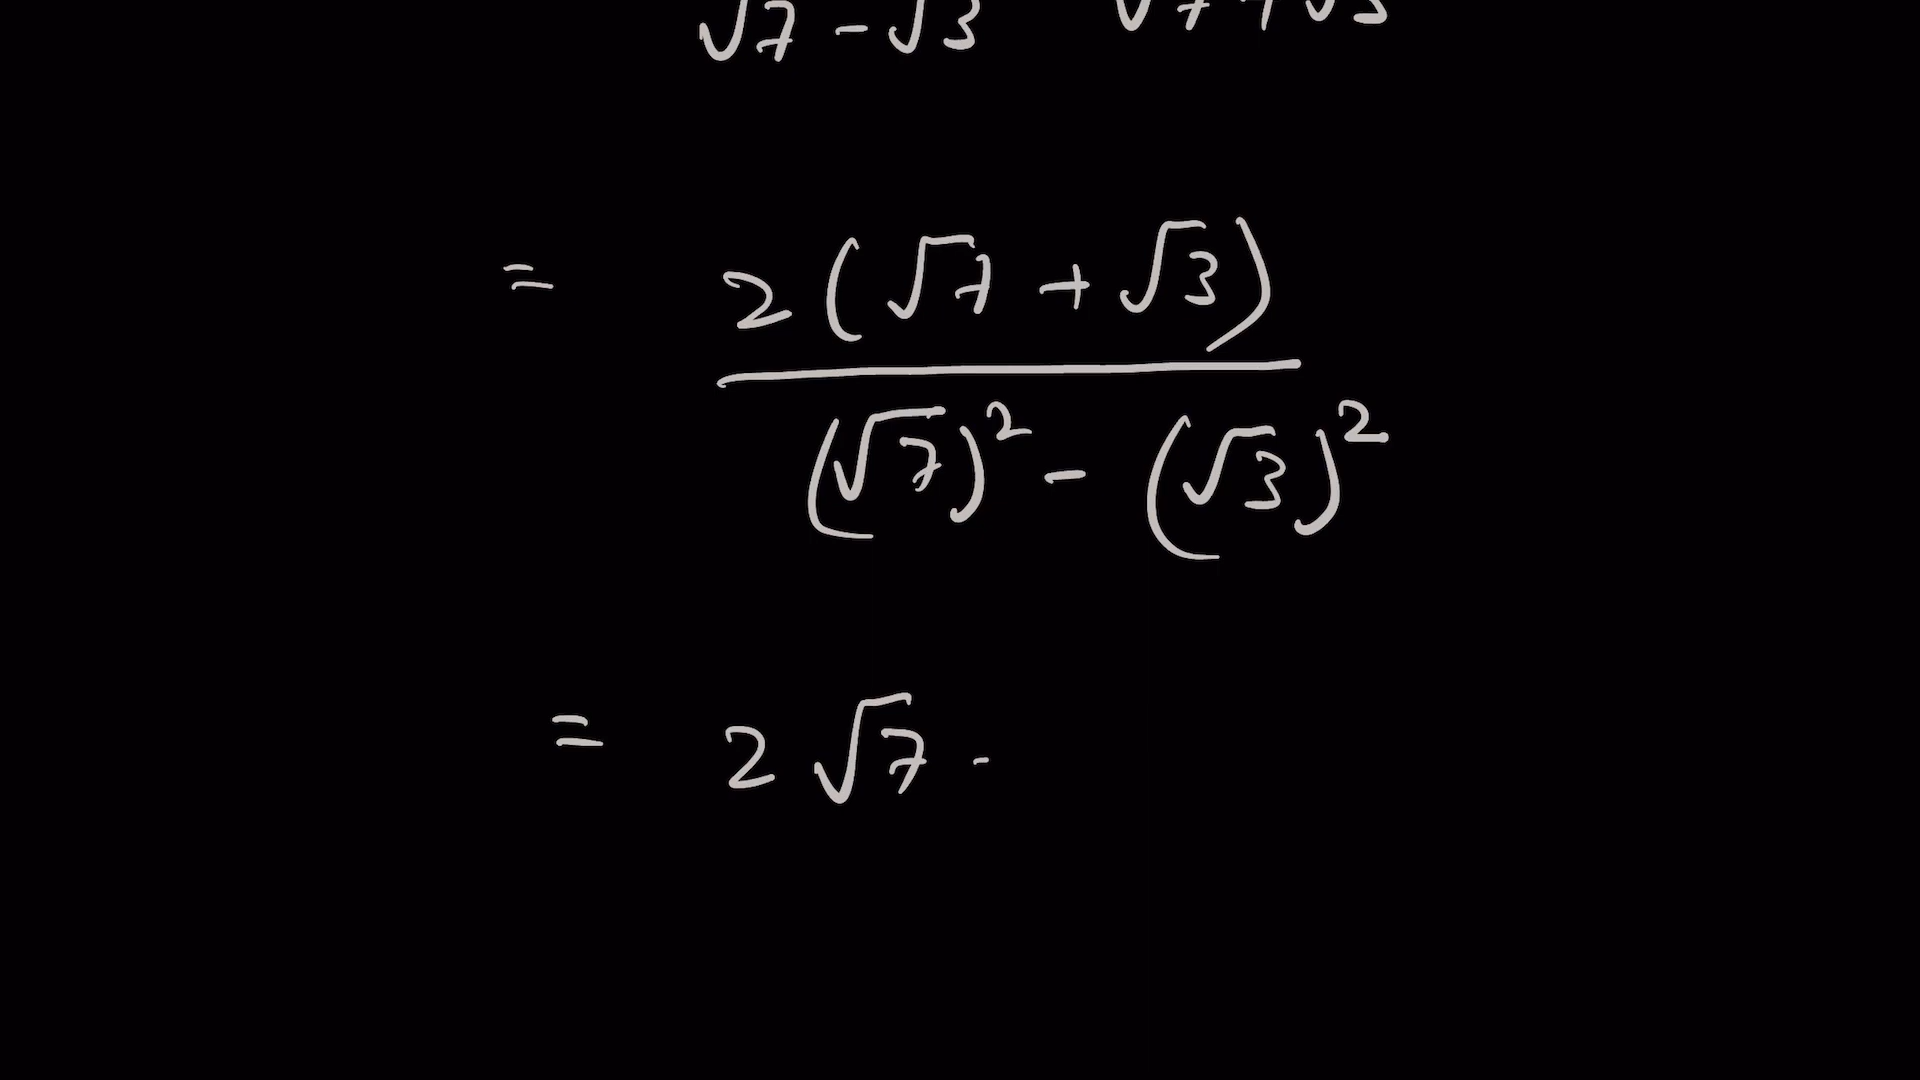 √7 - √3 √7 + √3
= 2 ( √7 + √3 )
(√7)² - (√3)²
= 2 √7 -